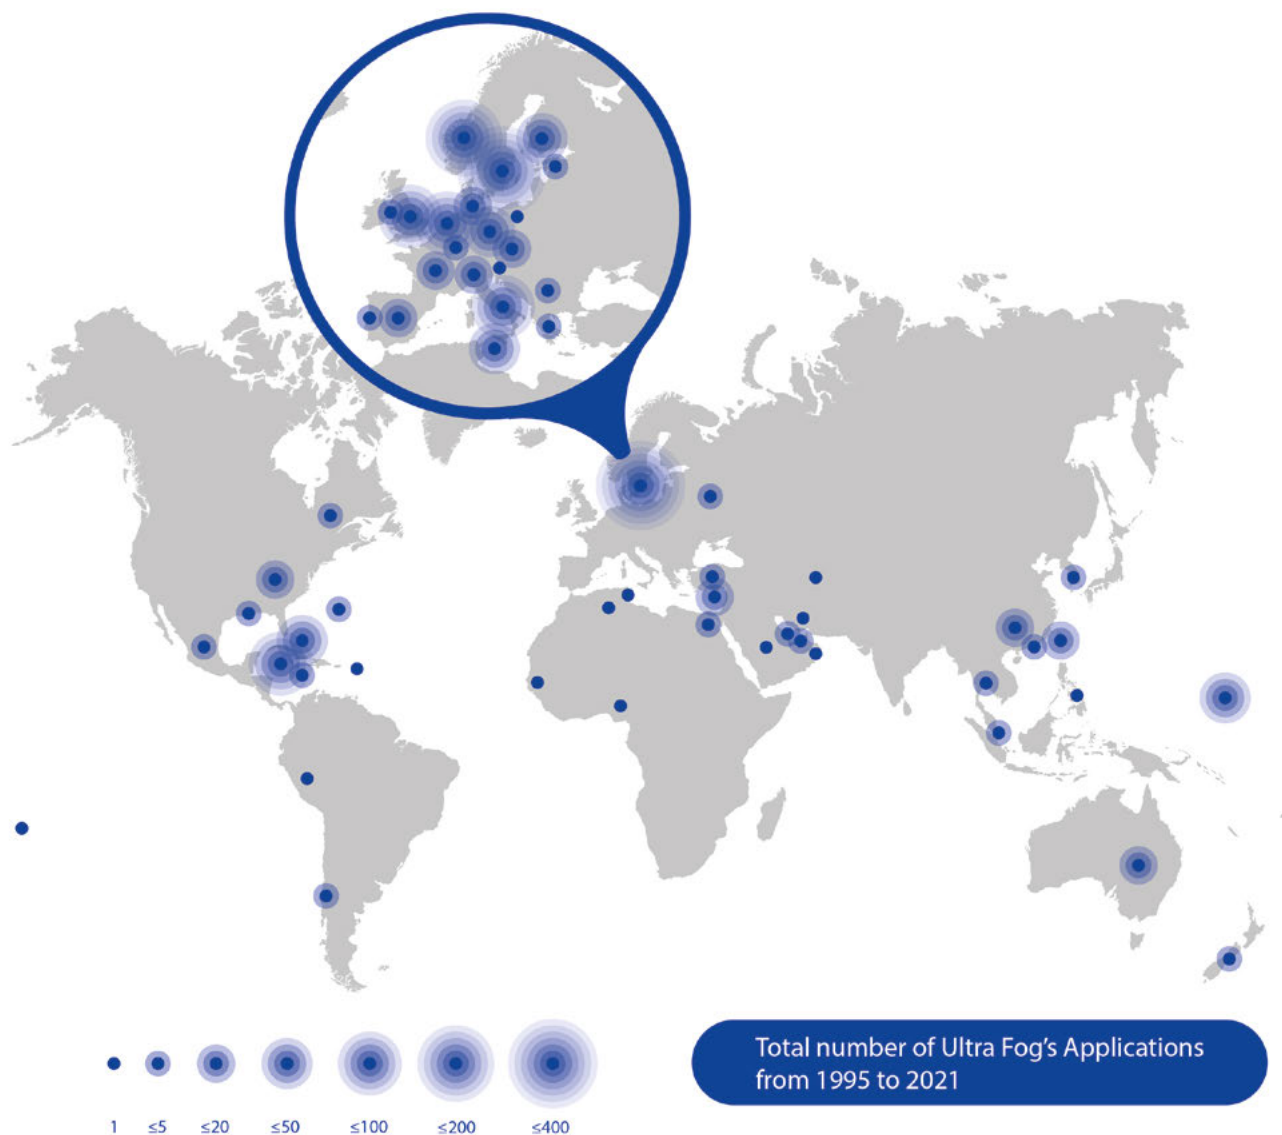 1 ≤5 ≤20 ≤50 ≤100 ≤200 ≤400
Total number of Ultra Fog's Applications
from 1995 to 2021